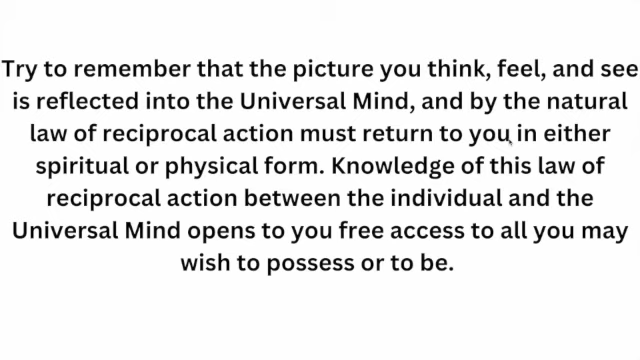 Try to remember that the picture you think, feel, and see
is reflected into the Universal Mind, and by the natural
law of reciprocal action must return to you in either
spiritual or physical form. Knowledge of this law of
reciprocal action between the individual and the
Universal Mind opens to you free access to all you may
wish to possess or to be.